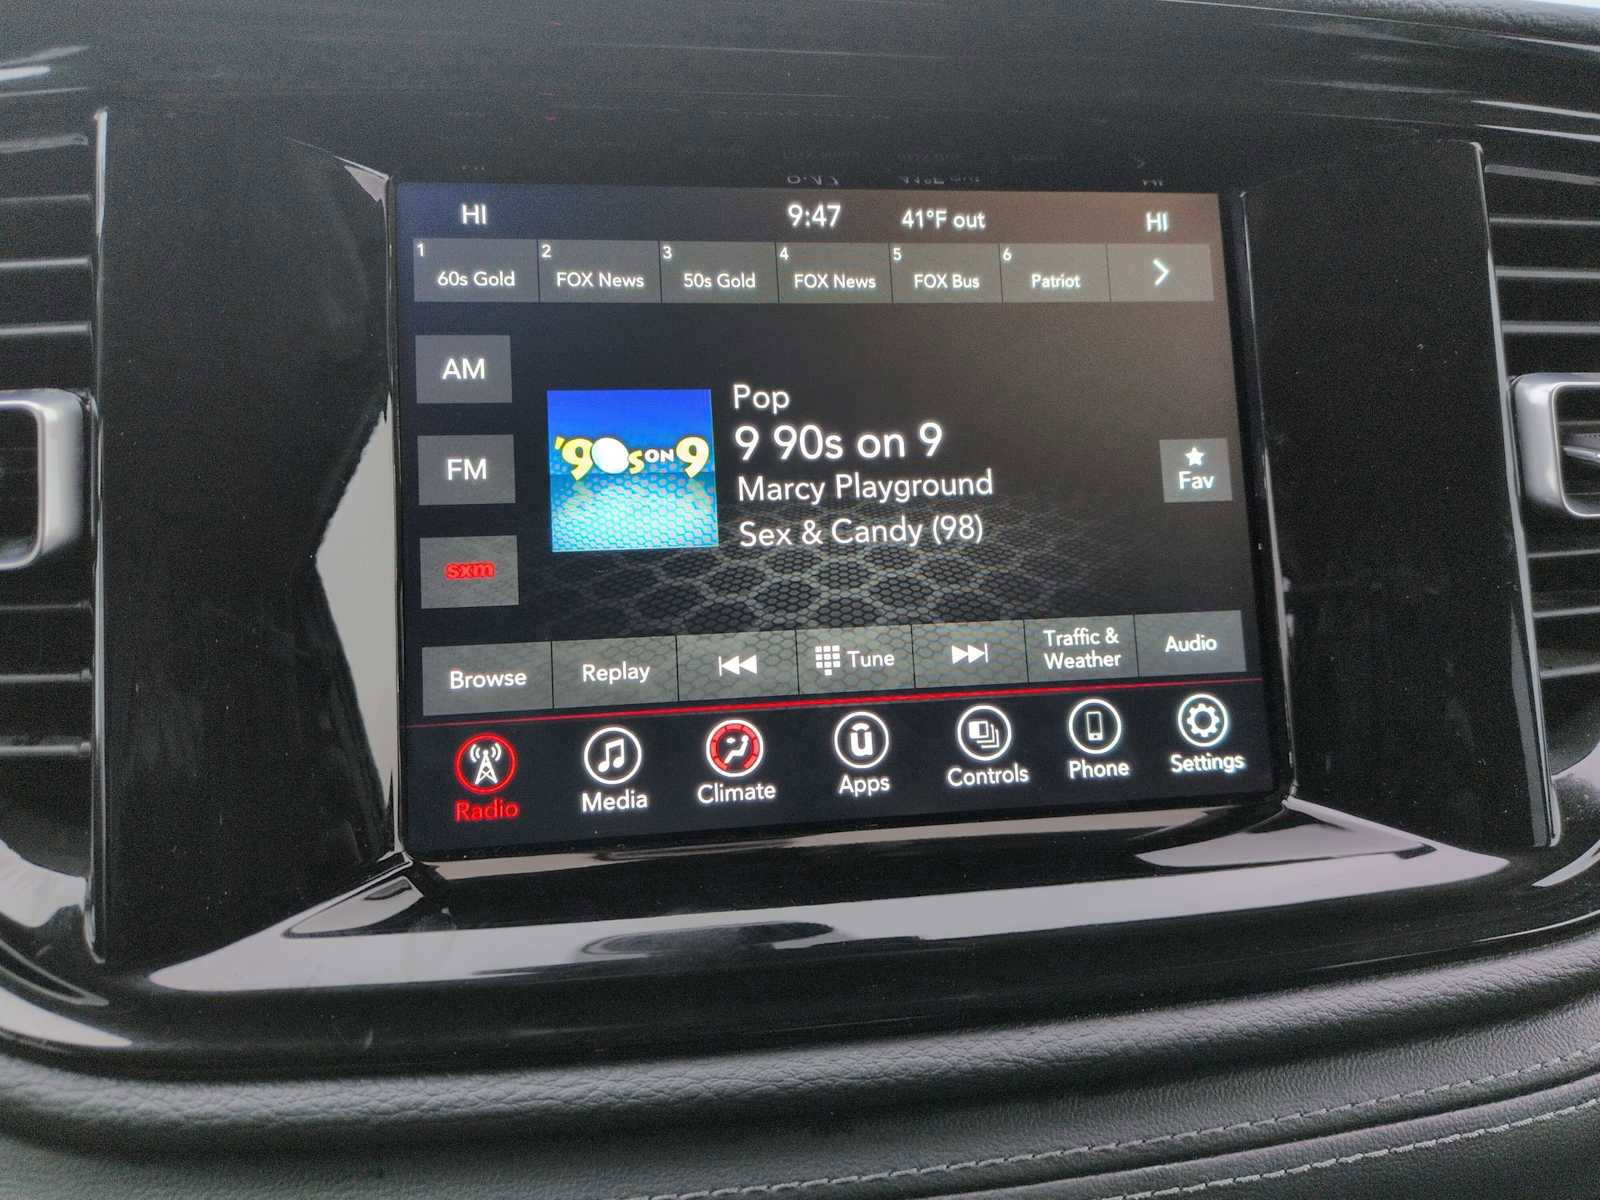 HI 9:47 41°F out HI
1 60s Gold 2 FOX News 3 50s Gold 4 FOX News 5 FOX Bus 6 Patriot
AM
FM
sxm
'90s ON 9
Pop
9 90s on 9
Marcy Playground
Sex & Candy (98)
Fav
Browse Replay Tune Traffic & Weather Audio
Radio Media Climate Apps Controls Phone Settings